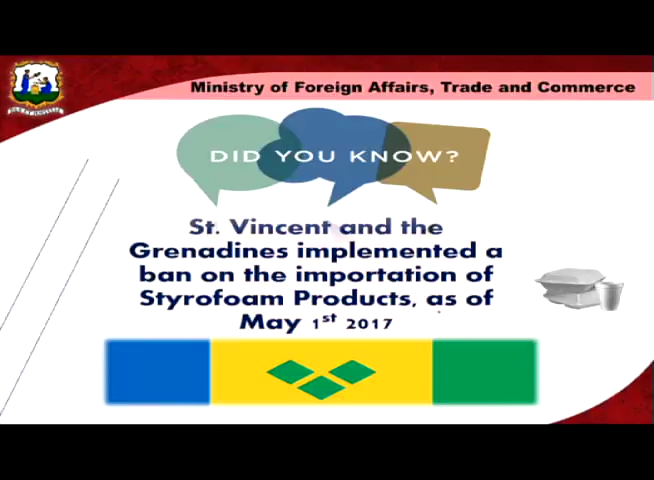 Ministry of Foreign Affairs, Trade and Commerce
DID YOU KNOW?
St. Vincent and the
Grenadines implemented a
ban on the importation of
Styrofoam Products, as of
May 1st 2017